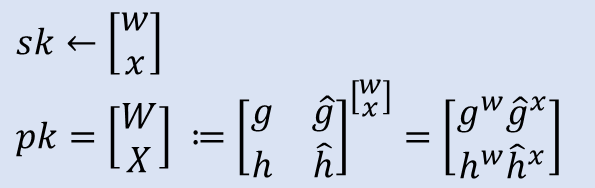 sk ← [w x]
pk = [W X] := [g ĝ h ĥ]^[w x] = [g^w ĝ^x h^w ĥ^x]